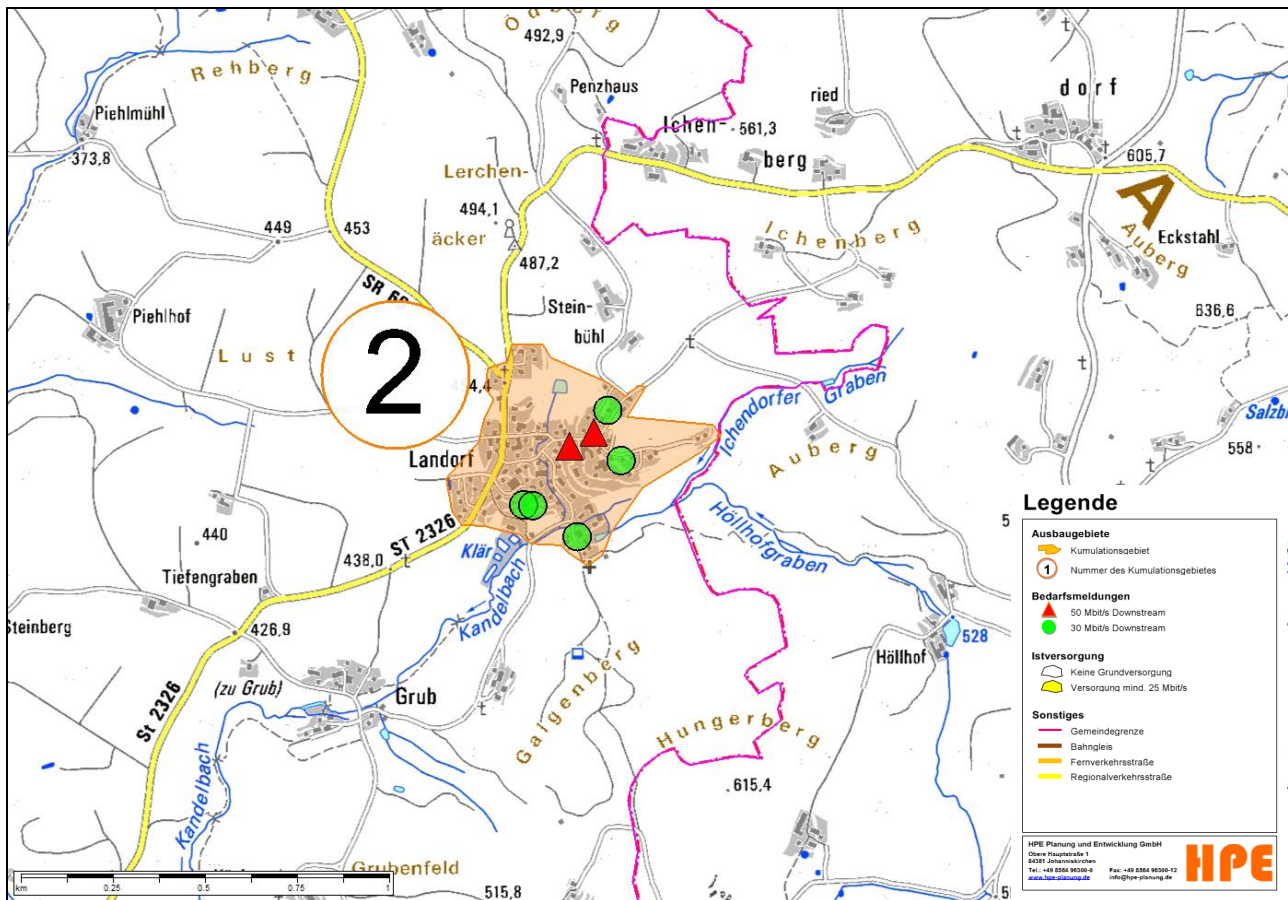 Ödberg
492,9
Rehberg
Penzhaus
Piehlmühl
373,8
Ichen-
561,3
berg
ried
dorf
605,7
A
Auberg
Eckstahl
636,6
Lerchen-
äcker
494,1
487,2
449
453
SR
Piehlhof
Lust
2
Stein-
bühl
Ichenberg
Ichendorfer Graben
Landorf
Auberg
558
440
438,0
ST 2326
Klär
Kandelbach
Höllhofgraben
Tiefengraben
Steinberg
426,9
(zu Grub)
Grub
St 2326
Gaigenberg
Hungerberg
Höllhof
528
615,4
Kandelbach
Grubenfeld
515,8
km 0.25 0.5 0.75 1
Legende
Ausbaugebiete
Kumulationsgebiet
1 Nummer des Kumulationsgebietes
Bedarfsmeldungen
50 Mbit/s Downstream
30 Mbit/s Downstream
Istversorgung
Keine Grundversorgung
Versorgung mind. 25 Mbit/s
Sonstiges
Gemeindegrenze
Bahngleis
Fernverkehrsstraße
Regionalverkehrsstraße
HPE Planung und Entwicklung GmbH
Obere Hauptstraße 1
84381 Johanniskirchen
Tel.: +49 8564 96300-0 Fax: +49 8564 96300-12
www.hpe-planung.de info@hpe-planung.de
HPE